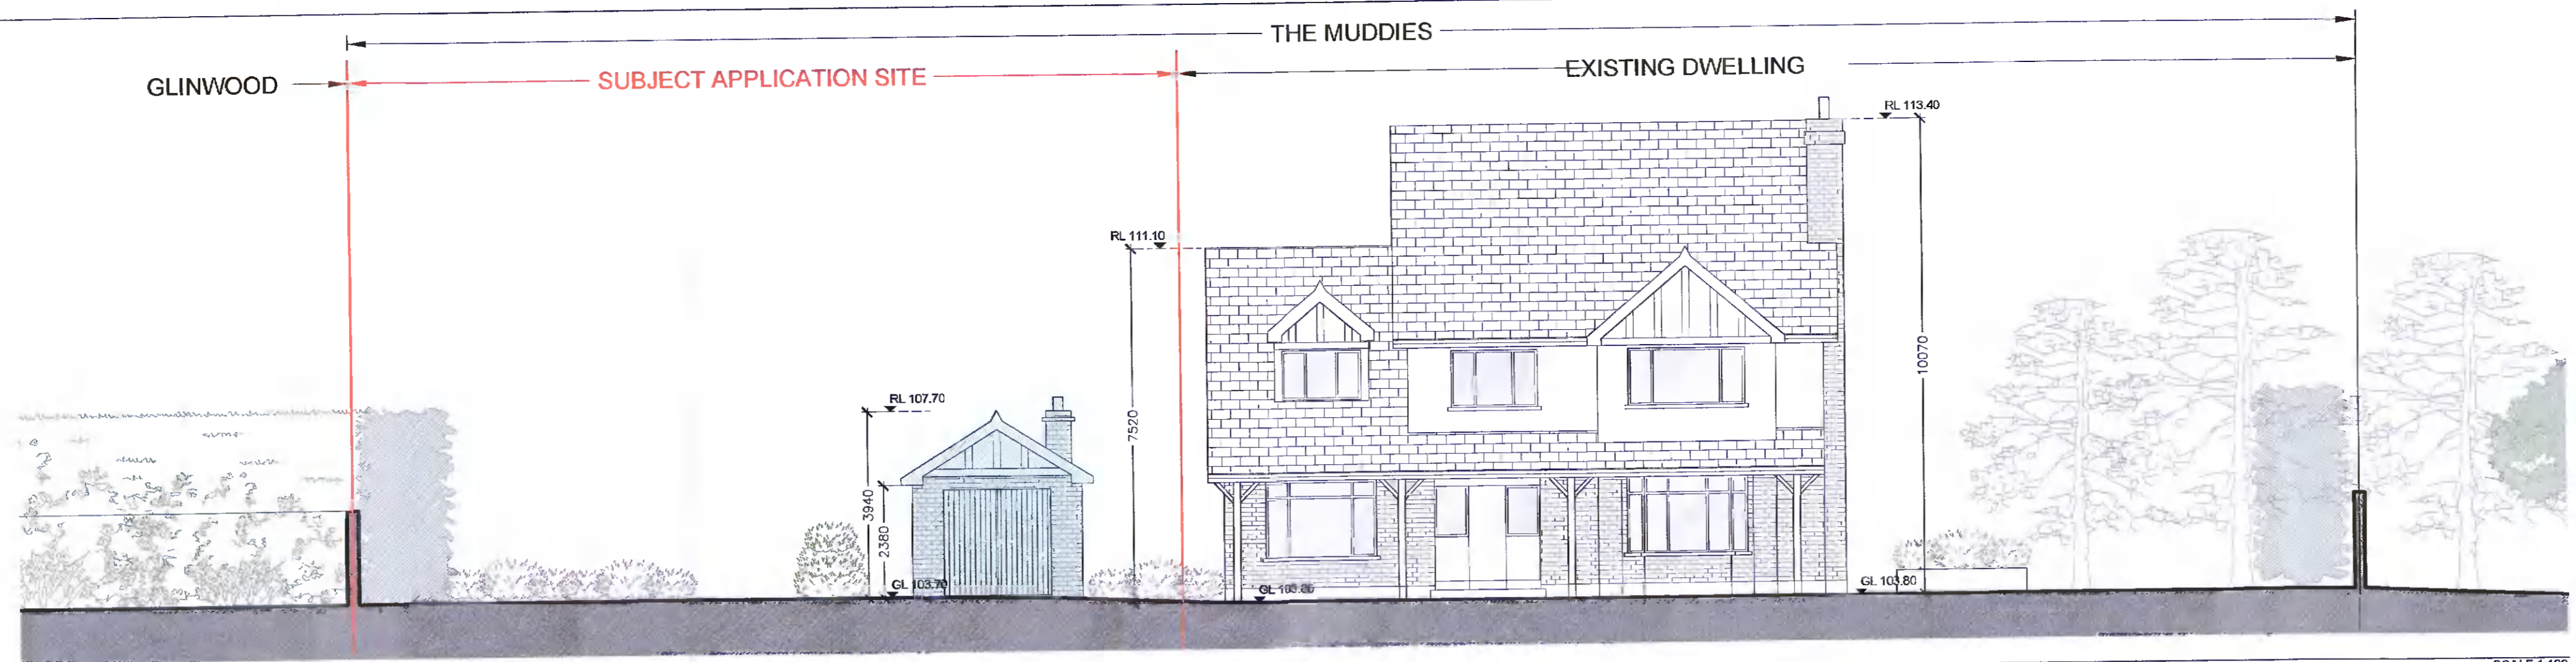 THE MUDDIES
GLINWOOD
SUBJECT APPLICATION SITE
EXISTING DWELLING
RL 113.40
RL 111.10
RL 107.70
10070
7520
3940
2380
GL 103.70
GL 103.80